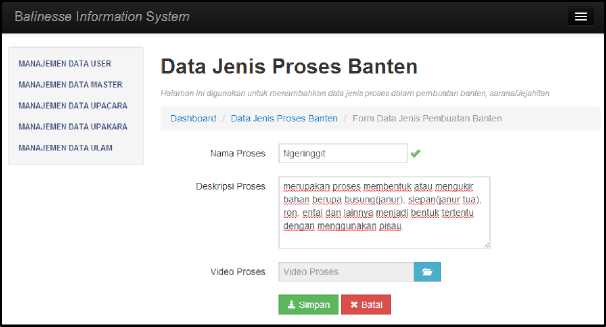 Balinesse Information System
MANAJEMEN DATA USER
MANAJEMEN DATA MASTER
MANAJEMEN DATA UPACARA
MANAJEMEN DATA UPAKARA
MANAJEMEN DATA ULAM
Data Jenis Proses Banten
Halaman ini digunakan untuk menambahkan data jenis proses dalam pembuatan banten, sarana/Jejahitan
Dashboard / Data Jenis Proses Banten / Form Data Jenis Pembuatan Banten
Nama Proses Ngeringgit
Deskripsi Proses merupakan proses membentuk atau mengukir
bahan berupa busung(janur), slepan(janur tua),
ron, ental dan lainnya menjadi bentuk tertentu
dengan menggunakan pisau.
Video Proses Video Proses
Simpan Batal